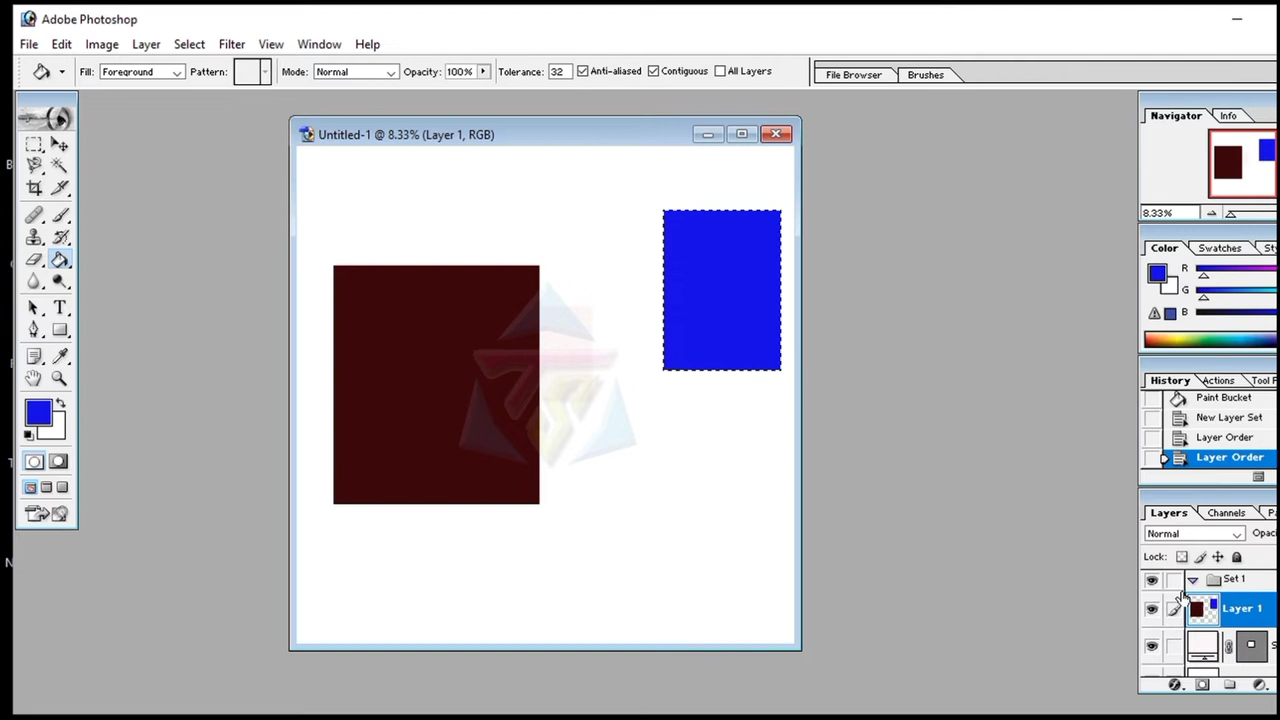 Adobe Photoshop
File Edit Image Layer Select Filter View Window Help
Fill: Foreground Pattern: Mode: Normal Opacity: 100% Tolerance: 32 Anti-aliased Contiguous All Layers File Browser Brushes
Untitled-1 @ 8.33% (Layer 1, RGB)
Navigator Info
8.33%
Color Swatches
R
G
B
History Actions Tool
Paint Bucket
New Layer Set
Layer Order
Layer Order
Layers Channels
Normal
Lock:
Set 1
Layer 1